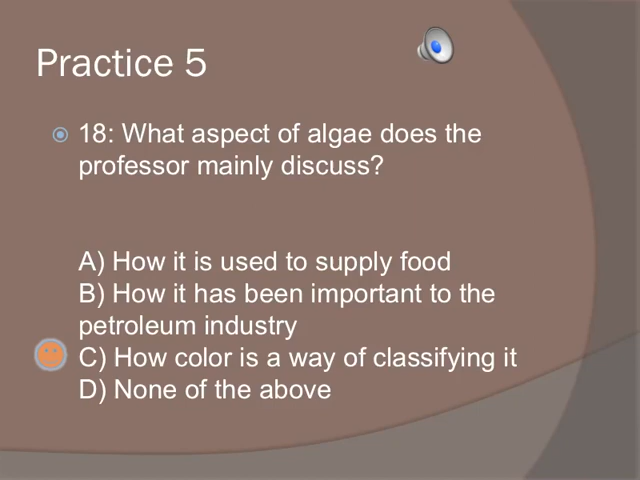 Practice 5
18: What aspect of algae does the
professor mainly discuss?
A) How it is used to supply food
B) How it has been important to the
petroleum industry
C) How color is a way of classifying it
D) None of the above